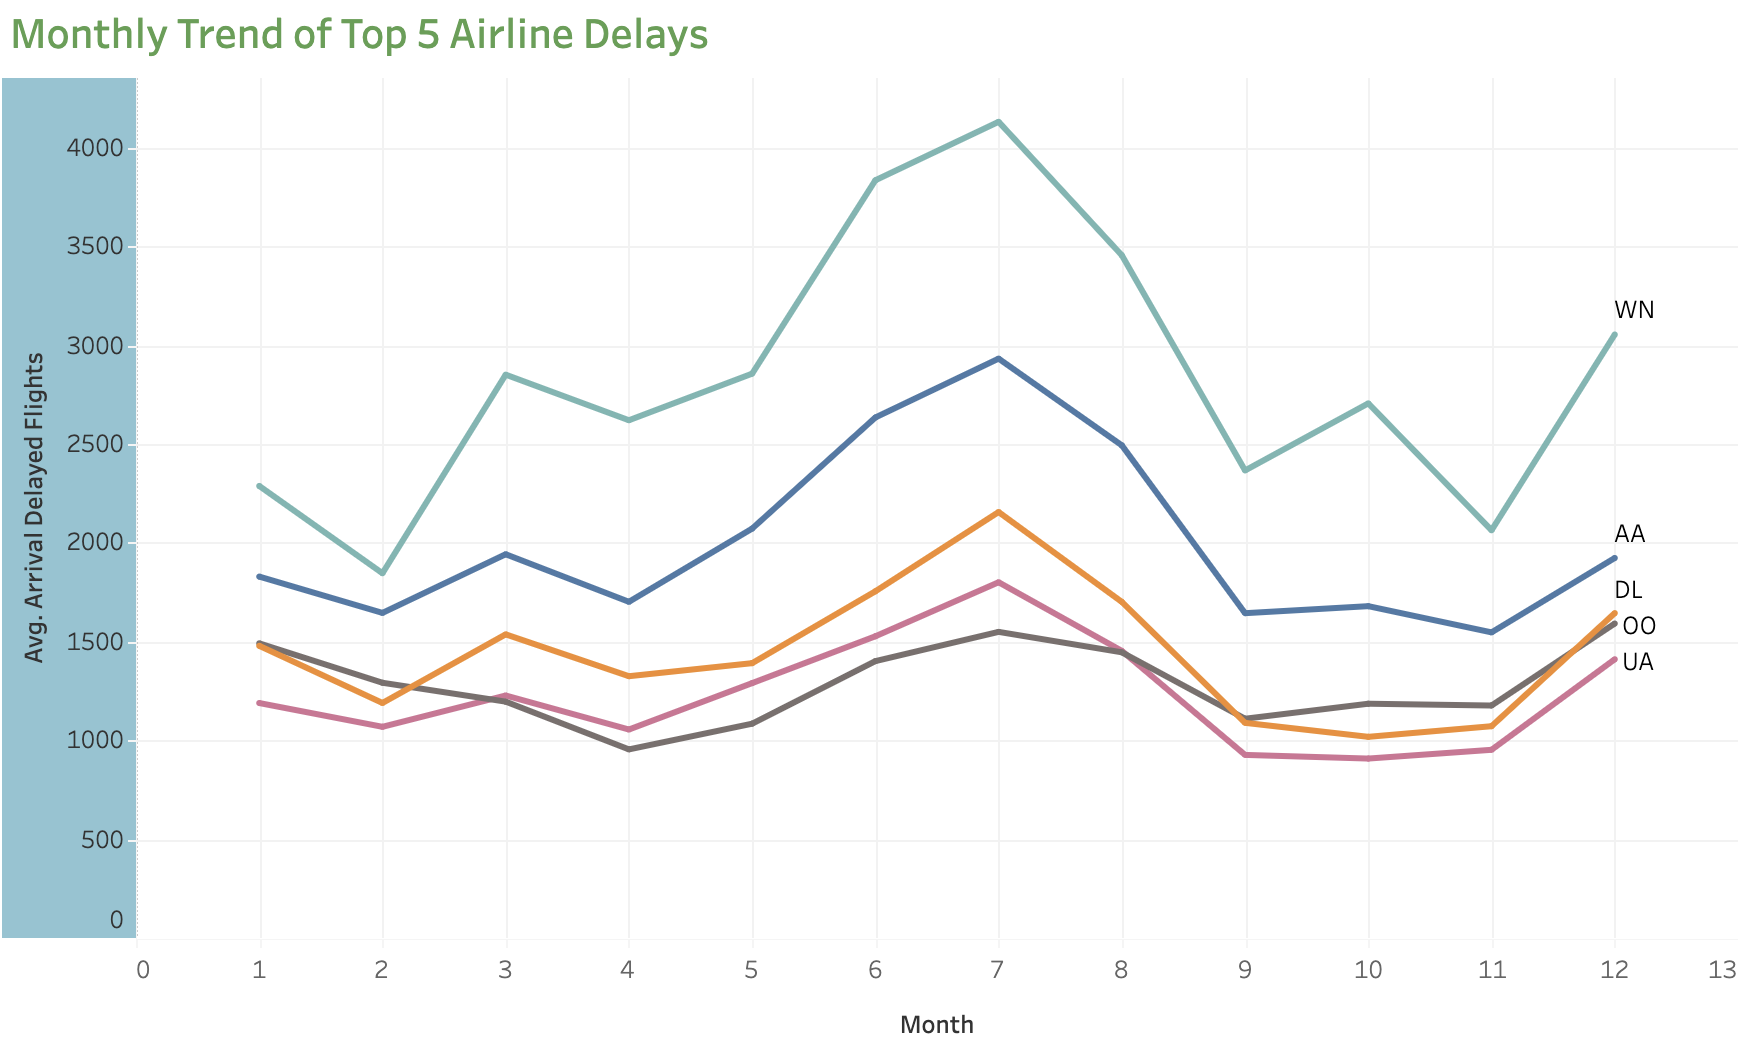 Monthly Trend of Top 5 Airline Delays
Avg. Arrival Delayed Flights
4000
3500
3000
2500
2000
1500
1000
500
0
WN
AA
DL
OO
UA
0 1 2 3 4 5 6 7 8 9 10 11 12 13
Month